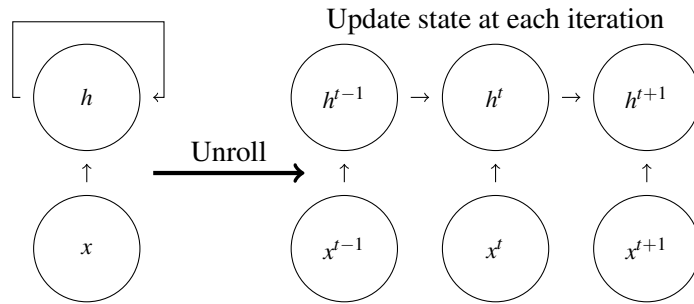 Update state at each iteration
h
h^{t−1}
h^t
h^{t+1}
Unroll
x
x^{t−1}
x^t
x^{t+1}